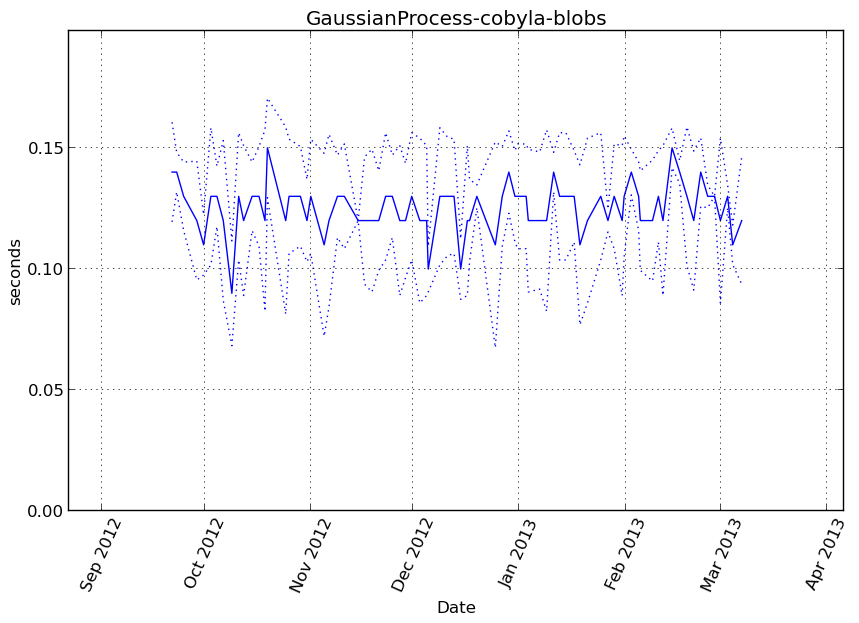 GaussianProcess-cobyla-blobs
seconds
0.15
0.10
0.05
0.00
Sep 2012
Oct 2012
Nov 2012
Dec 2012
Jan 2013
Feb 2013
Mar 2013
Apr 2013
Date